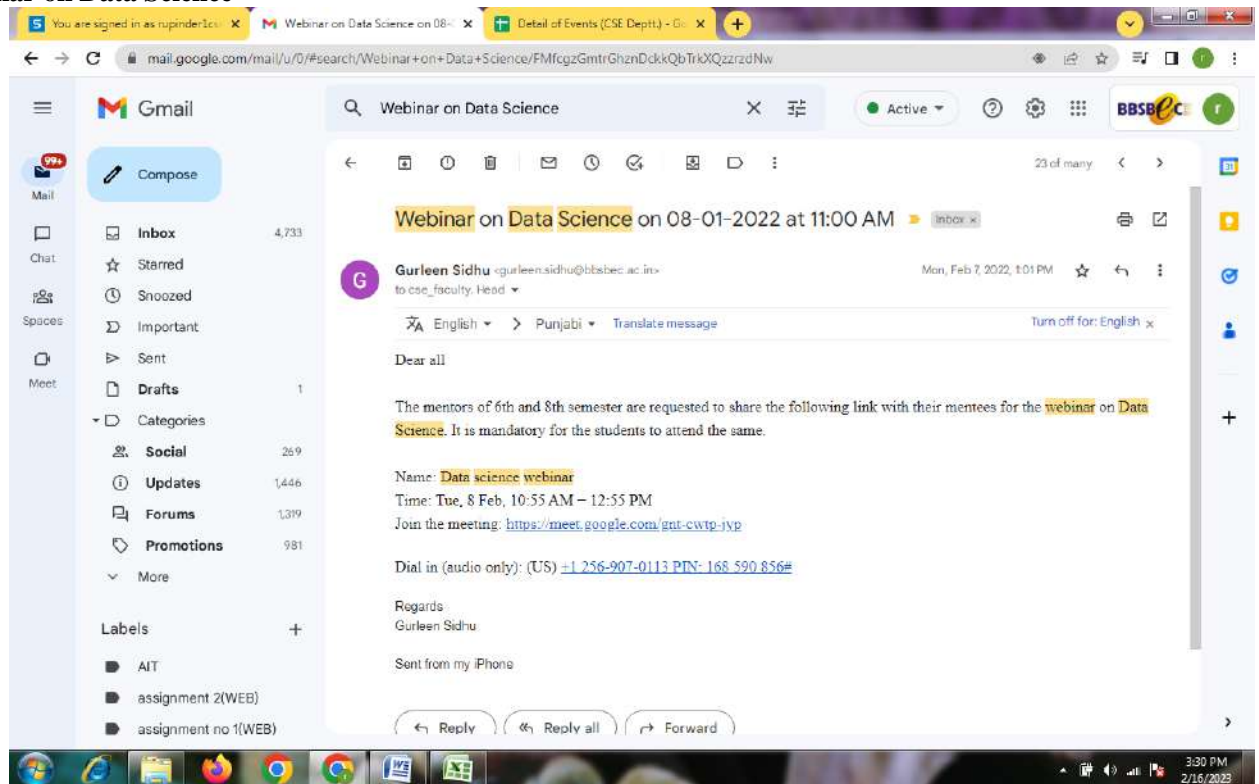 nar on Data Science
You are signed in as rupinder1cs
Webinar on Data Science on 08-
Detail of Events (CSE Deptt.) - Go
mail.google.com/mail/u/0/#search/Webinar+on+Data+Science/FMfcgzGmtrGhznDckkQbTrkXQzzrzdNw
Gmail
Webinar on Data Science
Active
BBSBeCE
r
r
99+
Mail
Compose
23 of many
31
Webinar on Data Science on 08-01-2022 at 11:00 AM
Inbox x
Chat
Inbox 4,733
Starred
G
Gurleen Sidhu <gurleen.sidhu@bbsbec.ac.in>
Mon, Feb 7, 2022, 1:01 PM
to cse_faculty, Head
Spaces
Snoozed
Important
English > Punjabi Translate message
Turn off for: English x
Meet
Sent
Dear all
Drafts 1
The mentors of 6th and 8th semester are requested to share the following link with their mentees for the webinar on Data
Science. It is mandatory for the students to attend the same.
Categories
Social 269
Updates 1,446
Forums 1,319
Promotions 981
More
Name: Data science webinar
Time: Tue, 8 Feb, 10:55 AM – 12:55 PM
Join the meeting: https://meet.google.com/gnt-cwtp-jyp
Dial in (audio only): (US) +1 256-907-0113 PIN: 168 590 856#
Regards
Gurleen Sidhu
Sent from my iPhone
Labels +
AIT
assignment 2(WEB)
assignment no 1(WEB)
Reply
Reply all
Forward
3:30 PM
2/16/2023